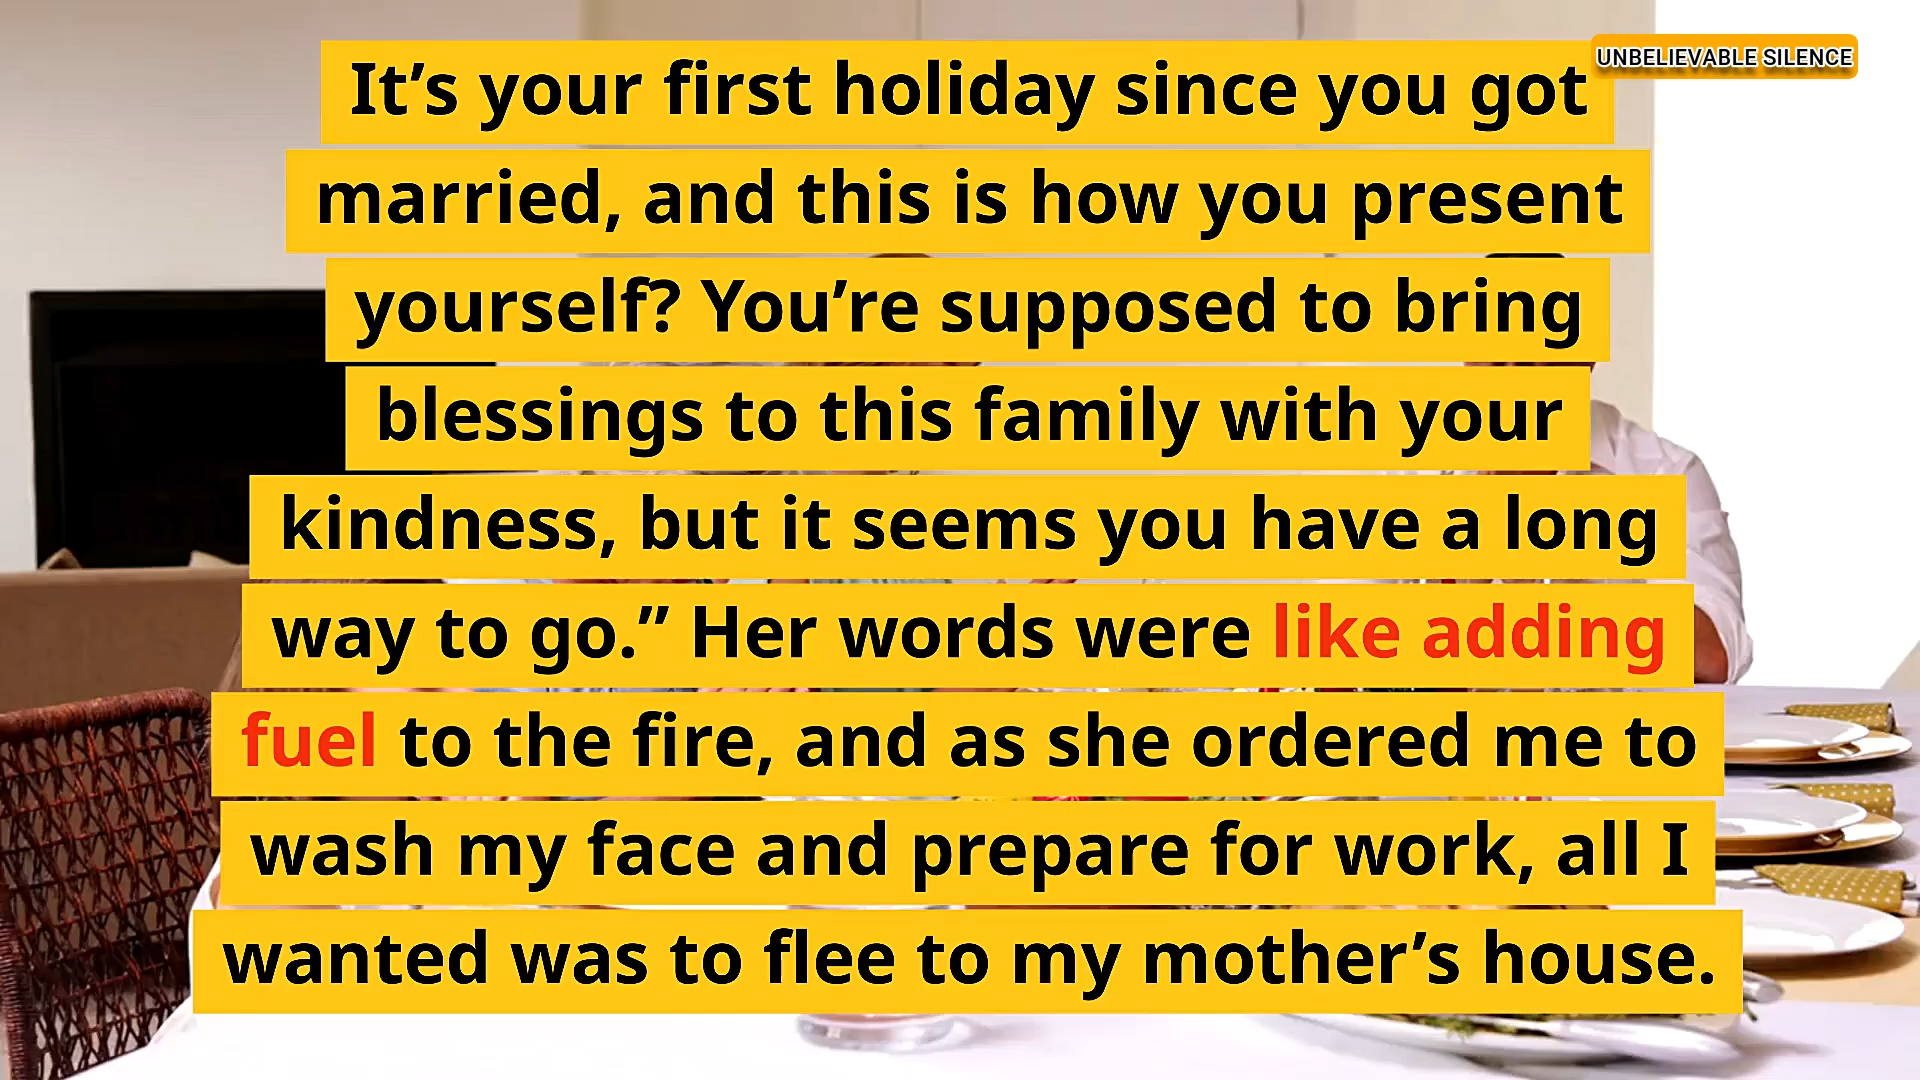 UNBELIEVABLE SILENCE
It’s your first holiday since you got
married, and this is how you present
yourself? You’re supposed to bring
blessings to this family with your
kindness, but it seems you have a long
way to go.” Her words were like adding
fuel to the fire, and as she ordered me to
wash my face and prepare for work, all I
wanted was to flee to my mother’s house.